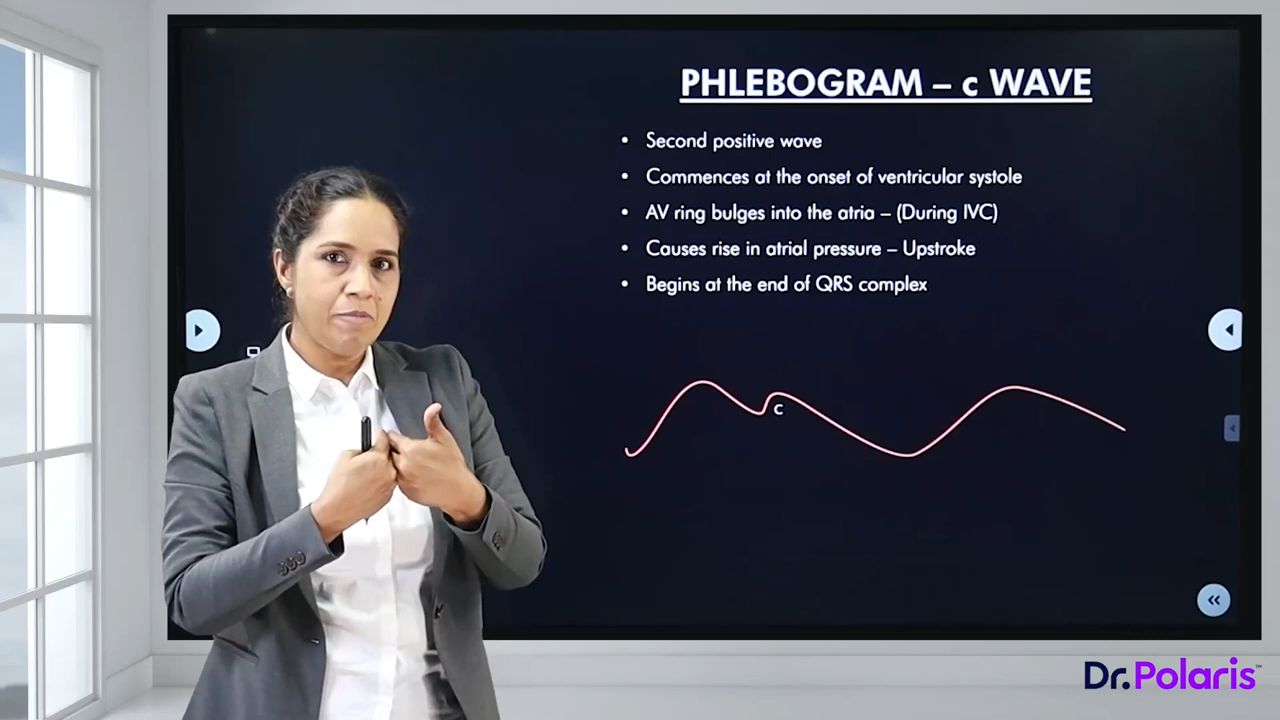 PHLEBOGRAM – c WAVE
• Second positive wave
• Commences at the onset of ventricular systole
• AV ring bulges into the atria – (During IVC)
• Causes rise in atrial pressure – Upstroke
• Begins at the end of QRS complex
c
Dr.Polaris™